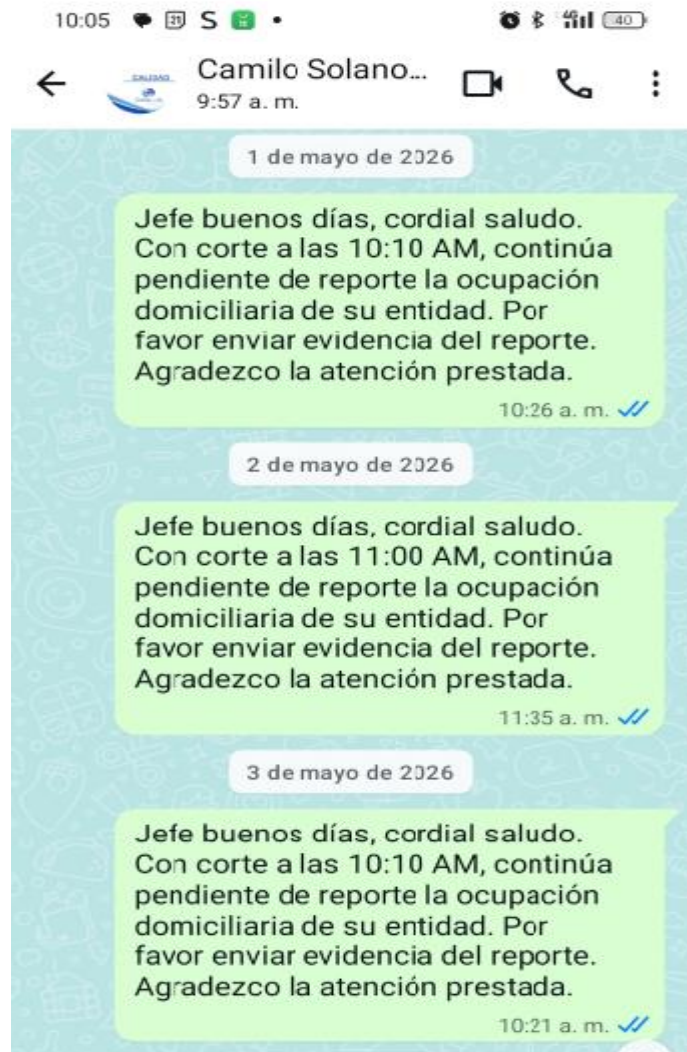 10:05 21 S 4G 40
CALIDAD
Camilo Solano...
9:57 a. m.
1 de mayo de 2026
Jefe buenos días, cordial saludo.
Con corte a las 10:10 AM, continúa
pendiente de reporte la ocupación
domiciliaria de su entidad. Por
favor enviar evidencia del reporte.
Agradezco la atención prestada.
10:26 a. m.
2 de mayo de 2026
Jefe buenos días, cordial saludo.
Con corte a las 11:00 AM, continúa
pendiente de reporte la ocupación
domiciliaria de su entidad. Por
favor enviar evidencia del reporte.
Agradezco la atención prestada.
11:35 a. m.
3 de mayo de 2026
Jefe buenos días, cordial saludo.
Con corte a las 10:10 AM, continúa
pendiente de reporte la ocupación
domiciliaria de su entidad. Por
favor enviar evidencia del reporte.
Agradezco la atención prestada.
10:21 a. m.